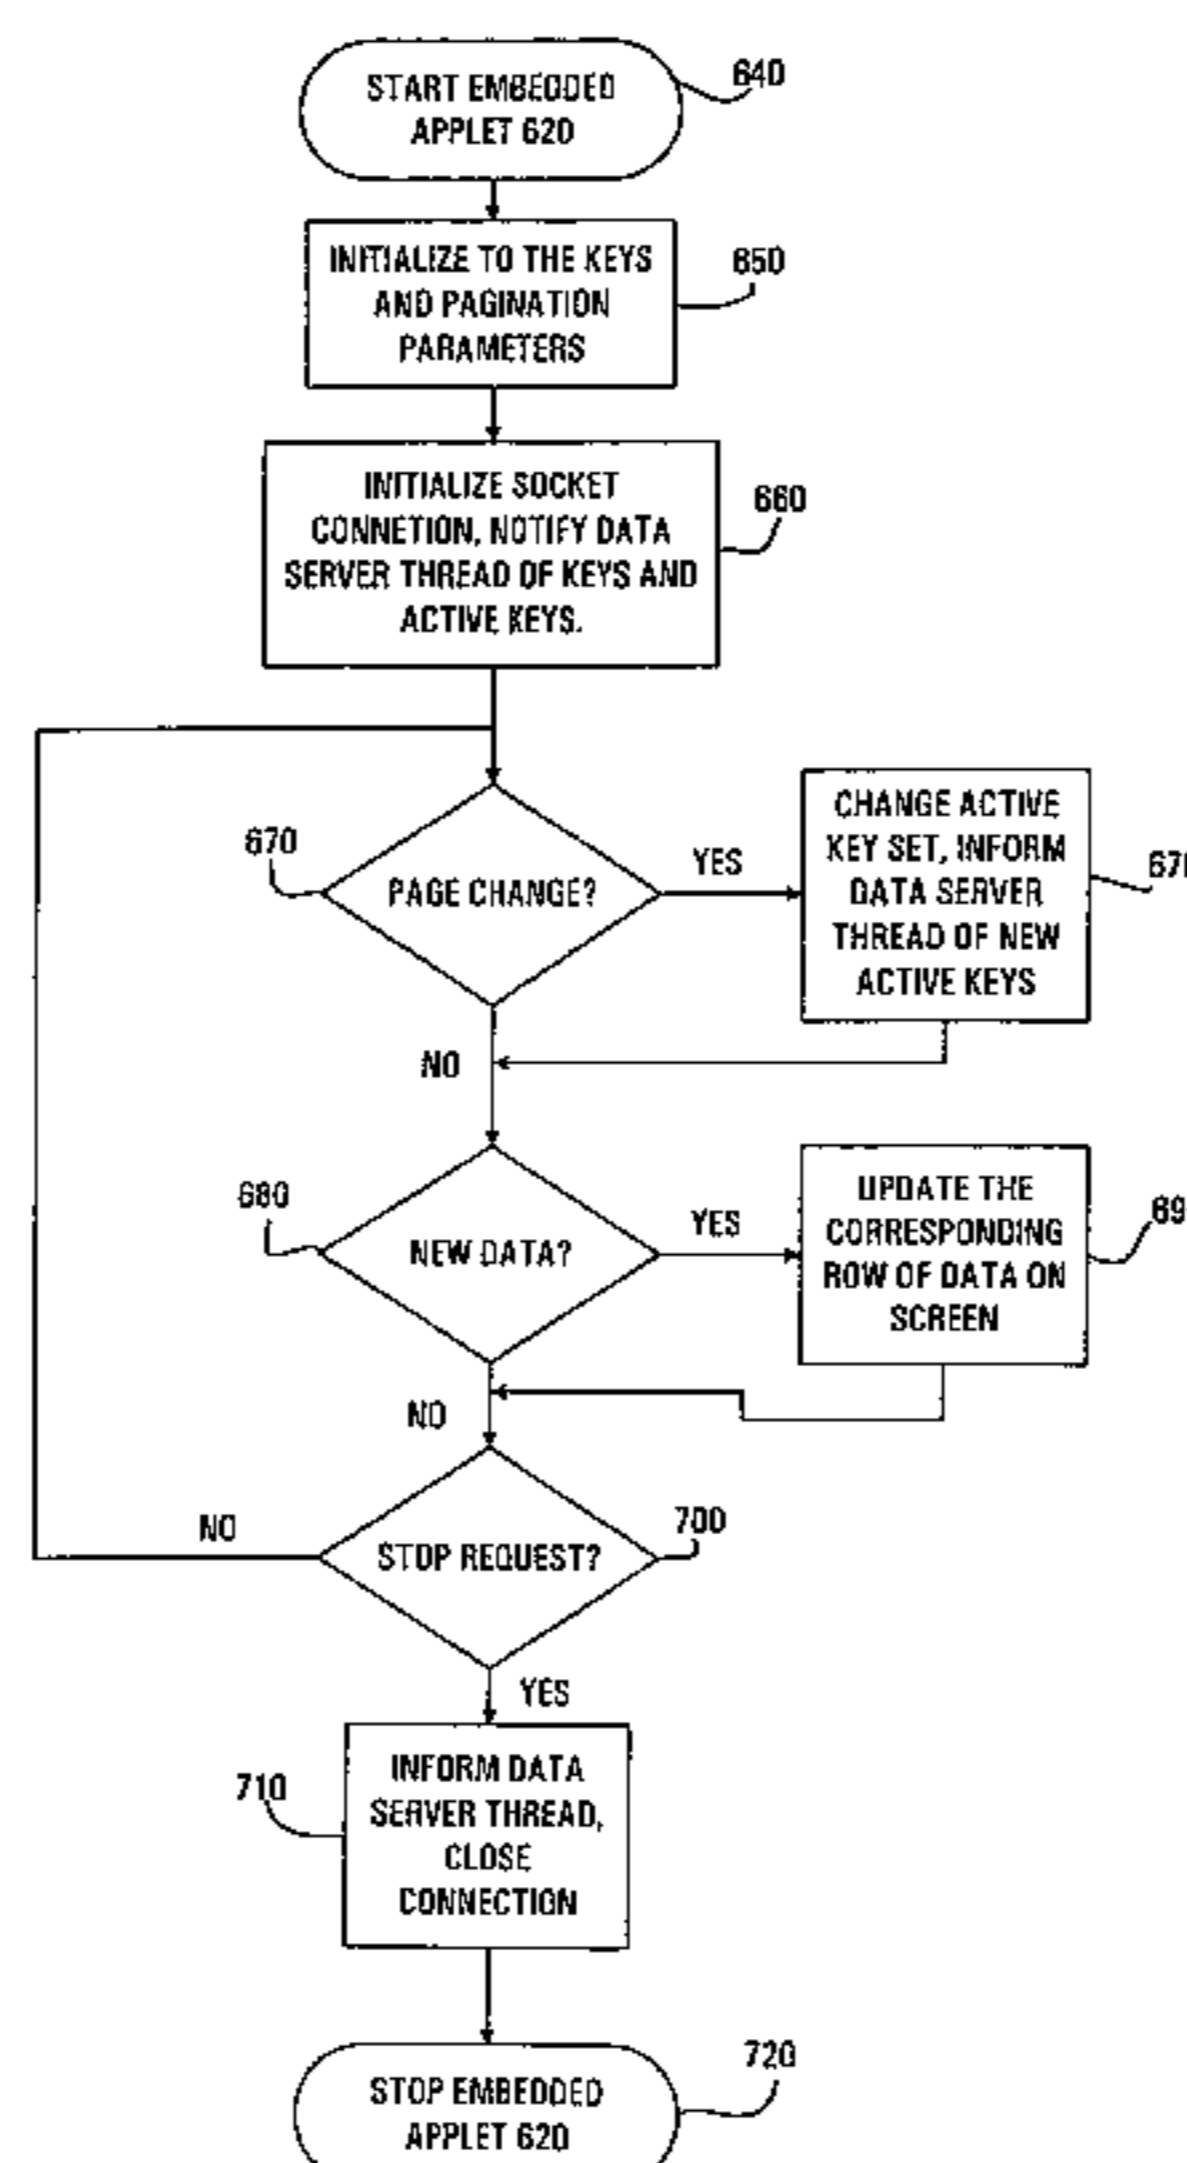 START EMBEDDED
APPLET 620
640
INITIALIZE TO THE KEYS
AND PAGINATION
PARAMETERS
650
INITIALIZE SOCKET
CONNETION, NOTIFY DATA
SERVER THREAD OF KEYS AND
ACTIVE KEYS.
660
670
PAGE CHANGE?
YES
CHANGE ACTIVE
KEY SET, INFORM
DATA SERVER
THREAD OF NEW
ACTIVE KEYS
NO
680
NEW DATA?
YES
UPDATE THE
CORRESPONDING
ROW OF DATA ON
SCREEN
NO
STOP REQUEST?
700
NO
YES
710
INFORM DATA
SERVER THREAD,
CLOSE
CONNECTION
STOP EMBEDDED
APPLET 620
720